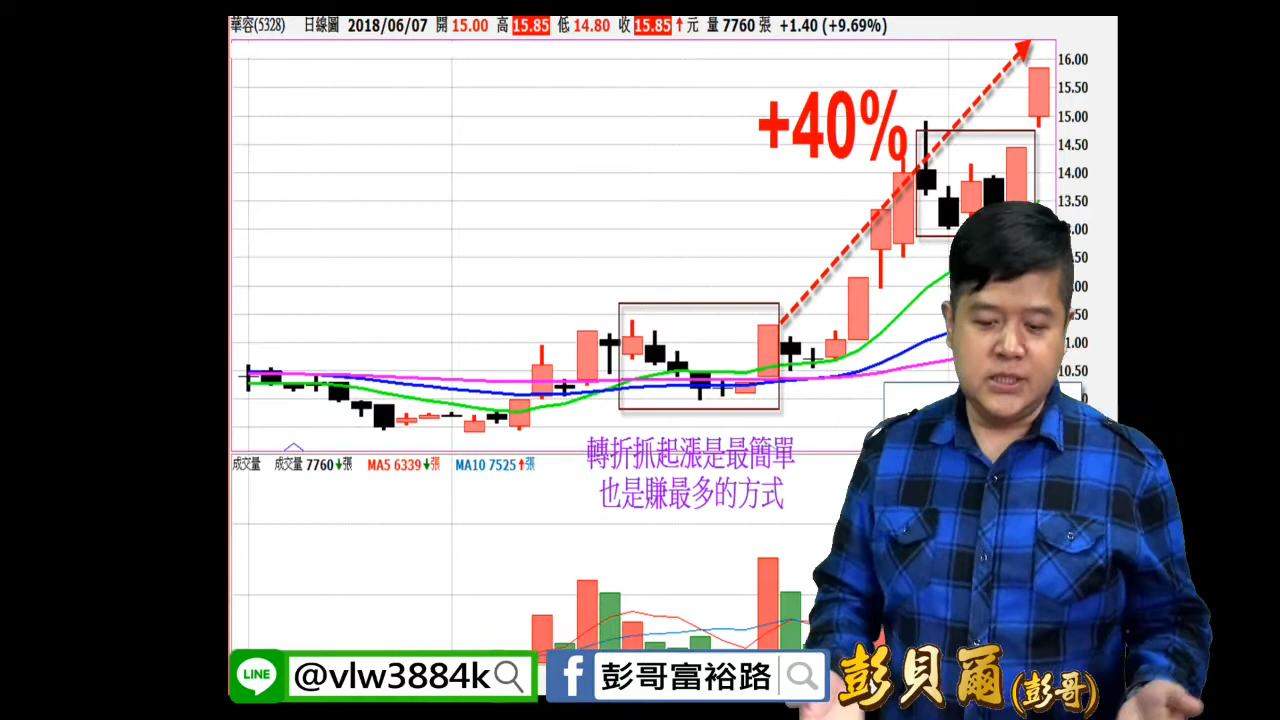 華容(5328) 日線圖 2018/06/07 開 15.00 高 15.85 低 14.80 收 15.85↑元 量 7760 張 +1.40 (+9.69%)
16.00
15.50
15.00
14.50
14.00
13.50
10.50
+40%
轉折抓起漲是最簡單
也是賺最多的方式
成交量 成交量 7760↓張 MA5 6339↓張 MA10 7525↑張
LINE @vlw3884k
f 彭哥富裕路
彭貝爾(彭哥)